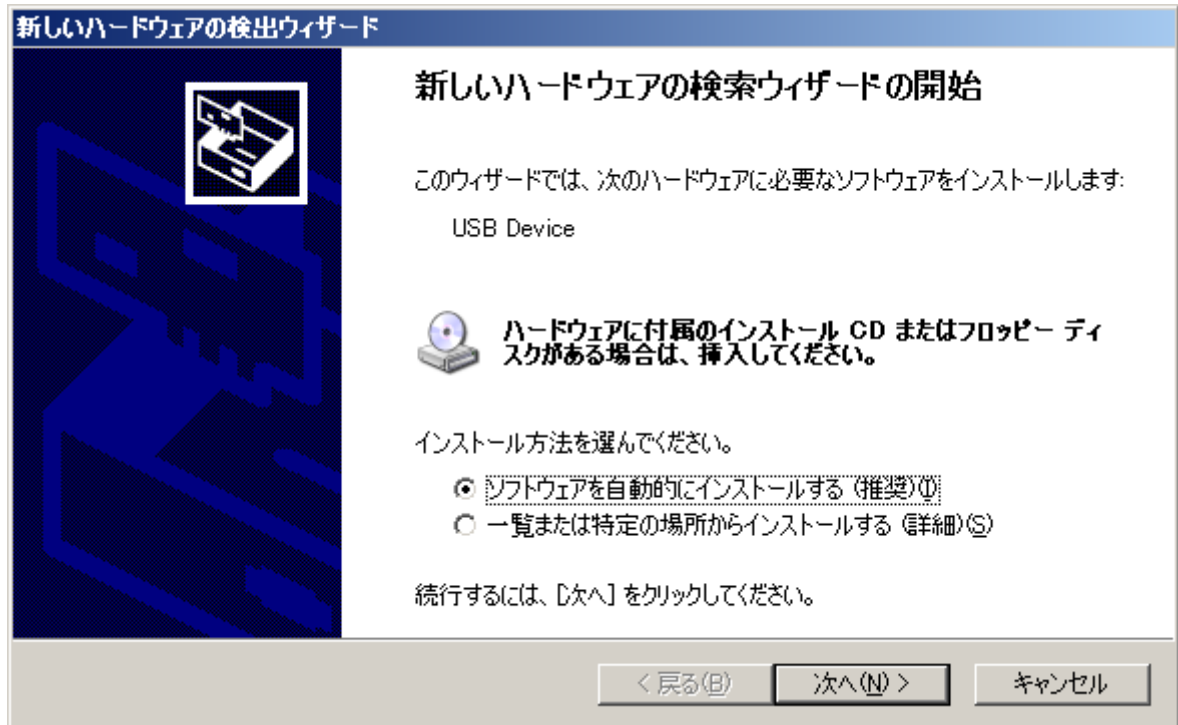 新しいハードウェアの検出ウィザード
新しいハードウェアの検索ウィザードの開始
このウィザードでは、次のハードウェアに必要なソフトウェアをインストールします:
USB Device
ハードウェアに付属のインストール CD またはフロッピー ディ
スクがある場合は、挿入してください。
インストール方法を選んでください。
ソフトウェアを自動的にインストールする (推奨)(I)
一覧または特定の場所からインストールする (詳細)(S)
続行するには、[次へ] をクリックしてください。
< 戻る(B) 次へ(N) > キャンセル